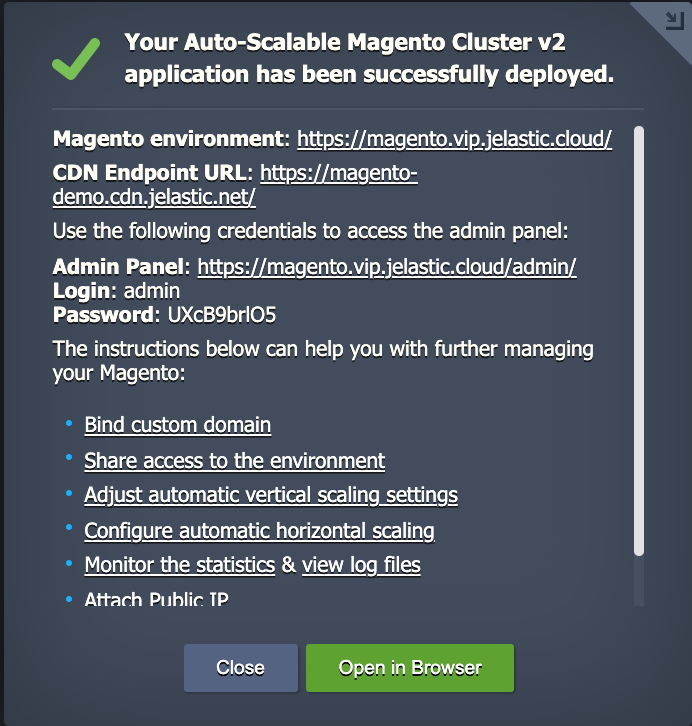 Your Auto-Scalable Magento Cluster v2
application has been successfully deployed.
Magento environment: https://magento.vip.jelastic.cloud/
CDN Endpoint URL: https://magento-
demo.cdn.jelastic.net/
Use the following credentials to access the admin panel:
Admin Panel: https://magento.vip.jelastic.cloud/admin/
Login: admin
Password: UXcB9brlO5
The instructions below can help you with further managing
your Magento:
• Bind custom domain
• Share access to the environment
• Adjust automatic vertical scaling settings
• Configure automatic horizontal scaling
• Monitor the statistics & view log files
• Attach Public IP
Close
Open in Browser